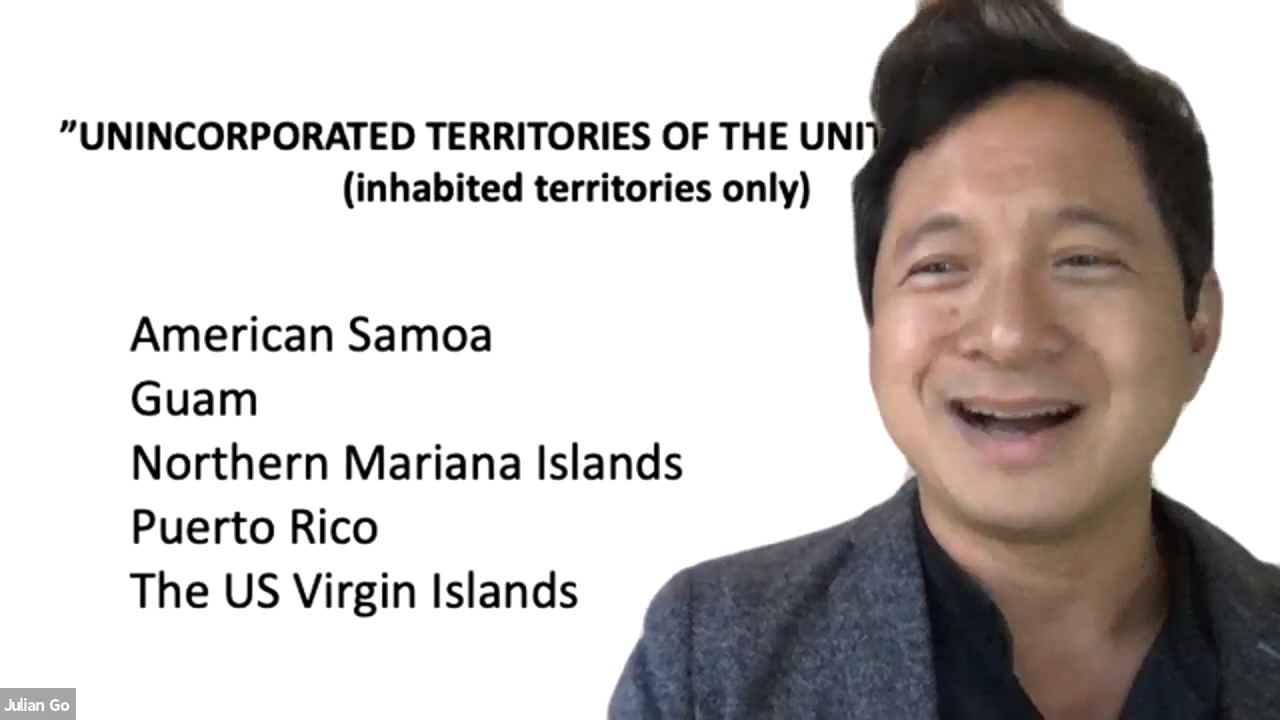 ”UNINCORPORATED TERRITORIES OF THE
(inhabited territories only)
American Samoa
Guam
Northern Mariana Islands
Puerto Rico
The US Virgin Islands
Julian Go